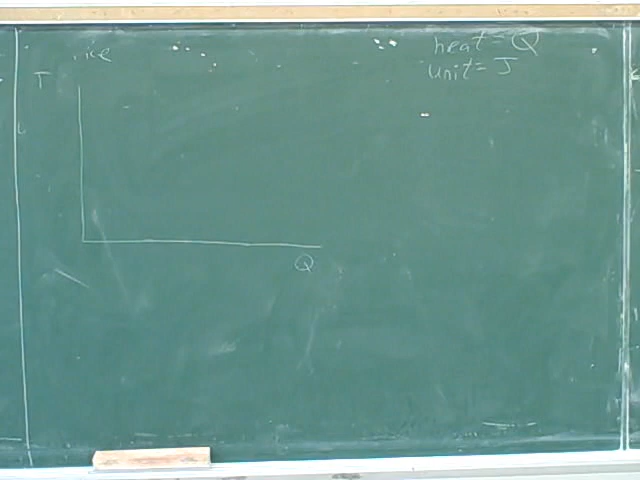 ice
heat = Q
unit = J
T
Q